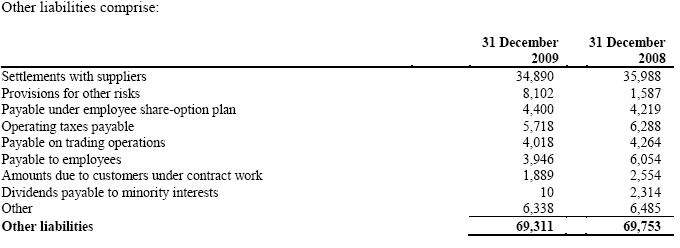 Other liabilities comprise:
31 December 31 December
2009 2008
Settlements with suppliers 34,890 35,988
Provisions for other risks 8,102 1,587
Payable under employee share-option plan 4,400 4,219
Operating taxes payable 5,718 6,288
Payable on trading operations 4,018 4,264
Payable to employees 3,946 6,054
Amounts due to customers under contract work 1,889 2,554
Dividends payable to minority interests 10 2,314
Other 6,338 6,485
Other liabilities 69,311 69,753